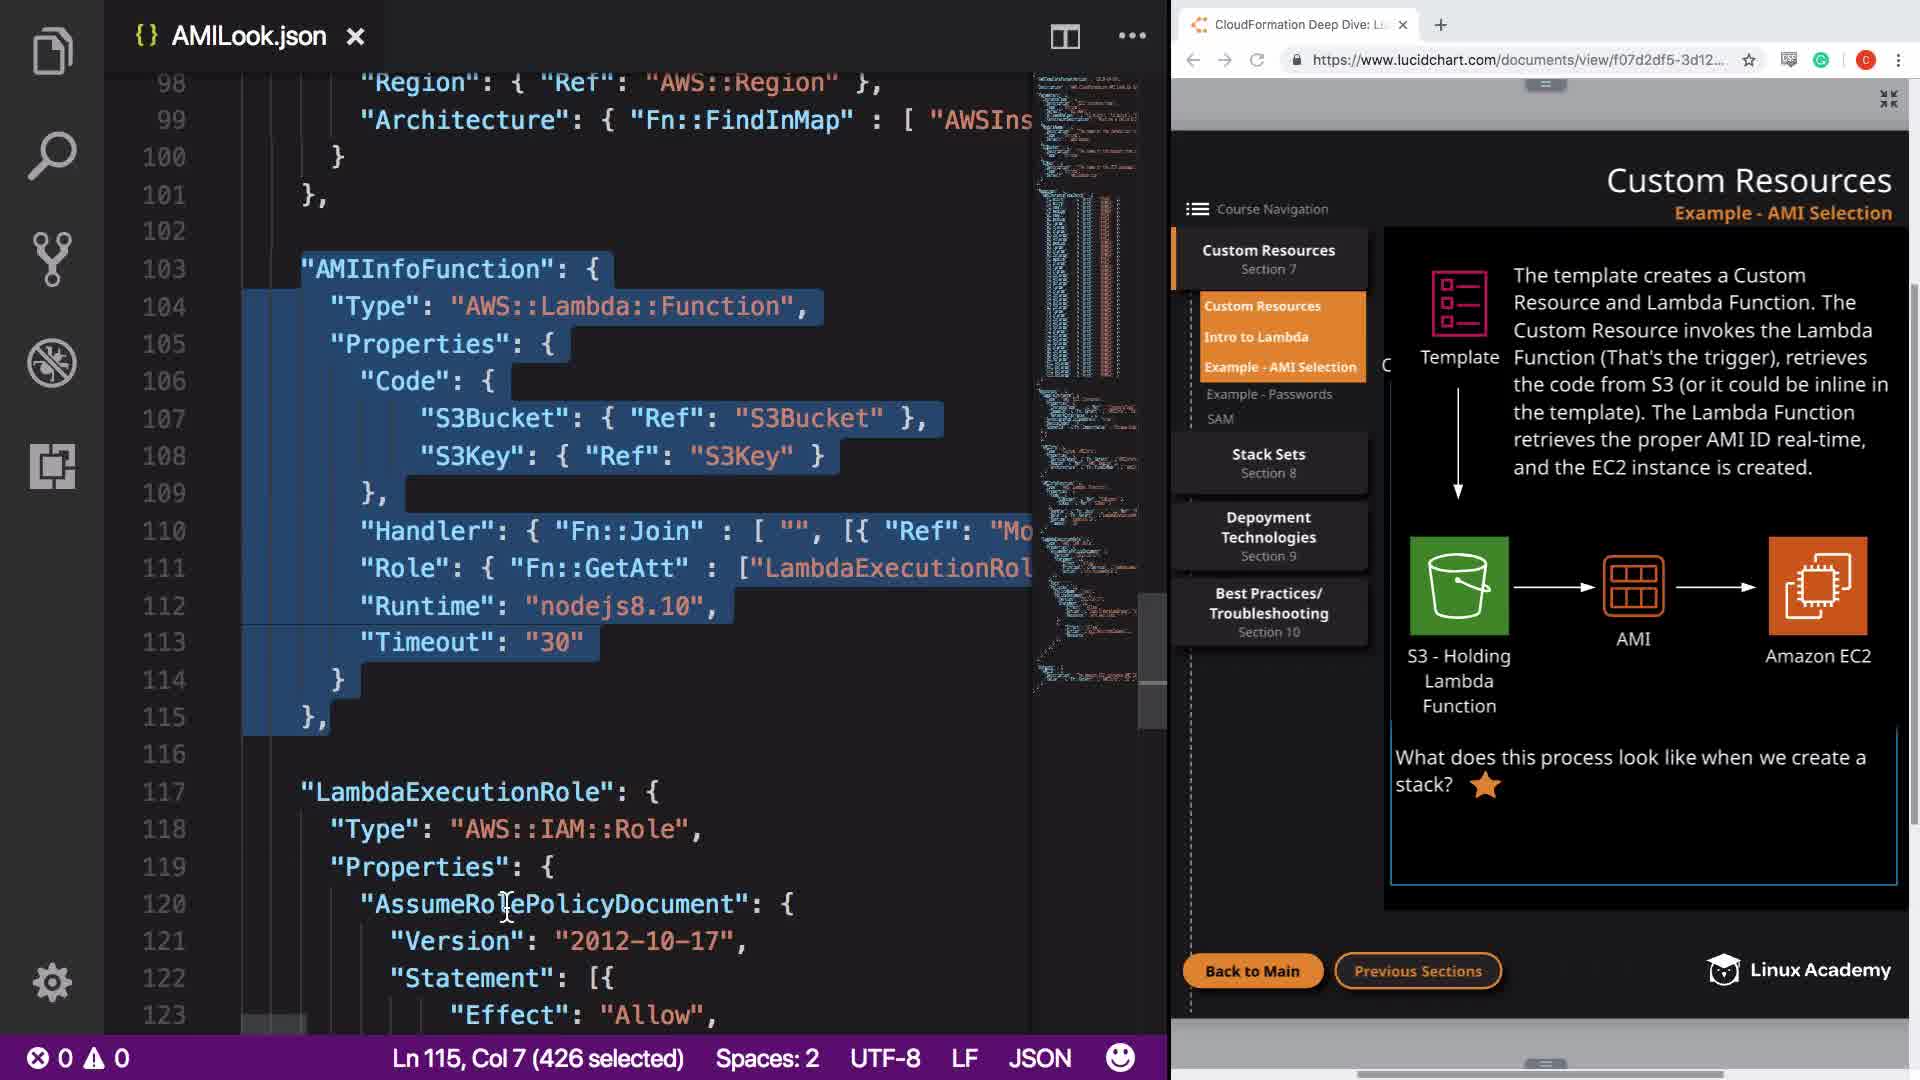 {} AMILook.json ×
98 "Region": { "Ref": "AWS::Region" },
99 "Architecture": { "Fn::FindInMap" : [ "AWSIns
100 }
101 },
102
103 "AMIInfoFunction": {
104 "Type": "AWS::Lambda::Function",
105 "Properties": {
106 "Code": {
107 "S3Bucket": { "Ref": "S3Bucket" },
108 "S3Key": { "Ref": "S3Key" }
109 },
110 "Handler": { "Fn::Join" : [ "", [{ "Ref": "Mo
111 "Role": { "Fn::GetAtt" : ["LambdaExecutionRol
112 "Runtime": "nodejs8.10",
113 "Timeout": "30"
114 }
115 },
116
117 "LambdaExecutionRole": {
118 "Type": "AWS::IAM::Role",
119 "Properties": {
120 "AssumeRolePolicyDocument": {
121 "Version": "2012-10-17",
122 "Statement": [{
123 "Effect": "Allow",
0 0 Ln 115, Col 7 (426 selected) Spaces: 2 UTF-8 LF JSON
CloudFormation Deep Dive:
https://www.lucidchart.com/documents/view/f07d2df5-3d12...
C
Custom Resources
Example - AMI Selection
Course Navigation
Custom Resources
Section 7
Custom Resources
Intro to Lambda
Example - AMI Selection
Example - Passwords
SAM
Stack Sets
Section 8
Depoyment
Technologies
Section 9
Best Practices/
Troubleshooting
Section 10
C
Template
The template creates a Custom
Resource and Lambda Function. The
Custom Resource invokes the Lambda
Function (That's the trigger), retrieves
the code from S3 (or it could be inline in
the template). The Lambda Function
retrieves the proper AMI ID real-time,
and the EC2 instance is created.
S3 - Holding
Lambda
Function
AMI
Amazon EC2
What does this process look like when we create a
stack?
Back to Main
Previous Sections
Linux Academy